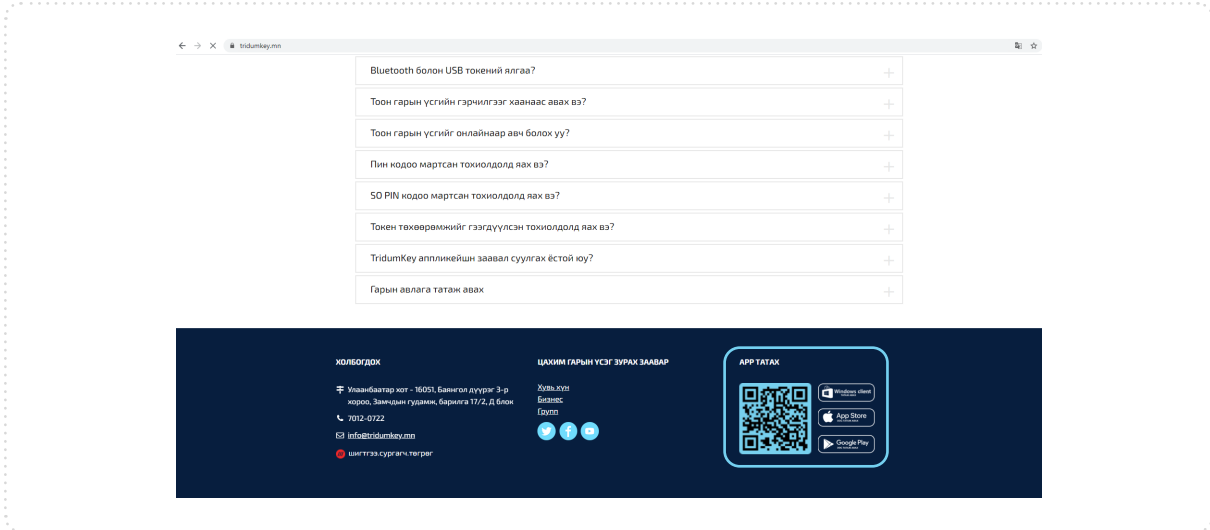 tridumkey.mn
Bluetooth болон USB токений ялгаа?
Тоон гарын үсгийн гэрчилгээг хаанаас авах вэ?
Тоон гарын үсгийг онлайнаар авч болох уу?
Пин кодоо мартсан тохиолдолд яах вэ?
SO PIN кодоо мартсан тохиолдолд яах вэ?
Токен төхөөрөмжийг гээгдүүлсэн тохиолдолд яах вэ?
TridumKey аппликейшн заавал суулгах ёстой юу?
Гарын авлага татаж авах
ХОЛБОГДОХ
Улаанбаатар хот - 16051, Баянгол дүүрэг 3-р
хороо, Замчдын гудамж, барилга 17/2, Д блок
7012-0722
info@tridumkey.mn
шигтгээ.сургагч.төгрөг
ЦАХИМ ГАРЫН ҮСЭГ ЗУРАХ ЗААВАР
Хувь хүн
Бизнес
Групп
APP ТАТАХ
Windows client
App Store
Google Play